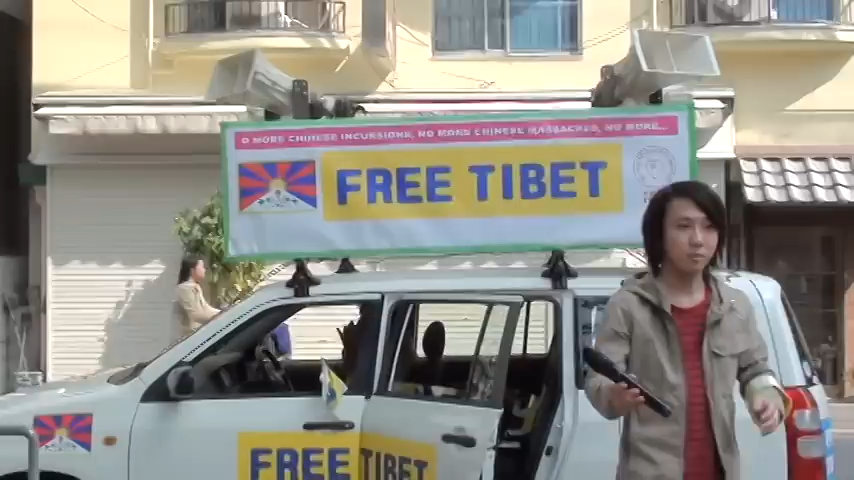 O MORE CHINESE INCURSIONS, NO MORE CHINESE MASSACRES, NO MORE...
FREE TIBET
FREE TIBET